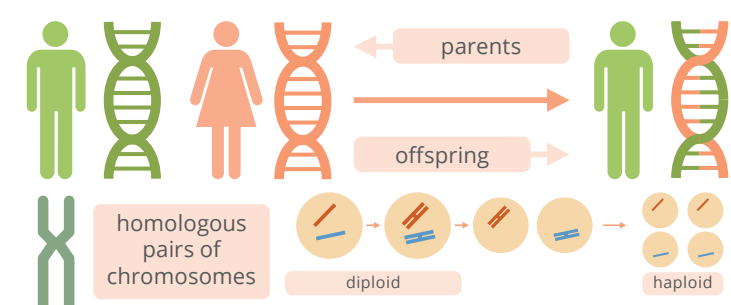 parents
offspring
homologous
pairs of
chromosomes
diploid
haploid